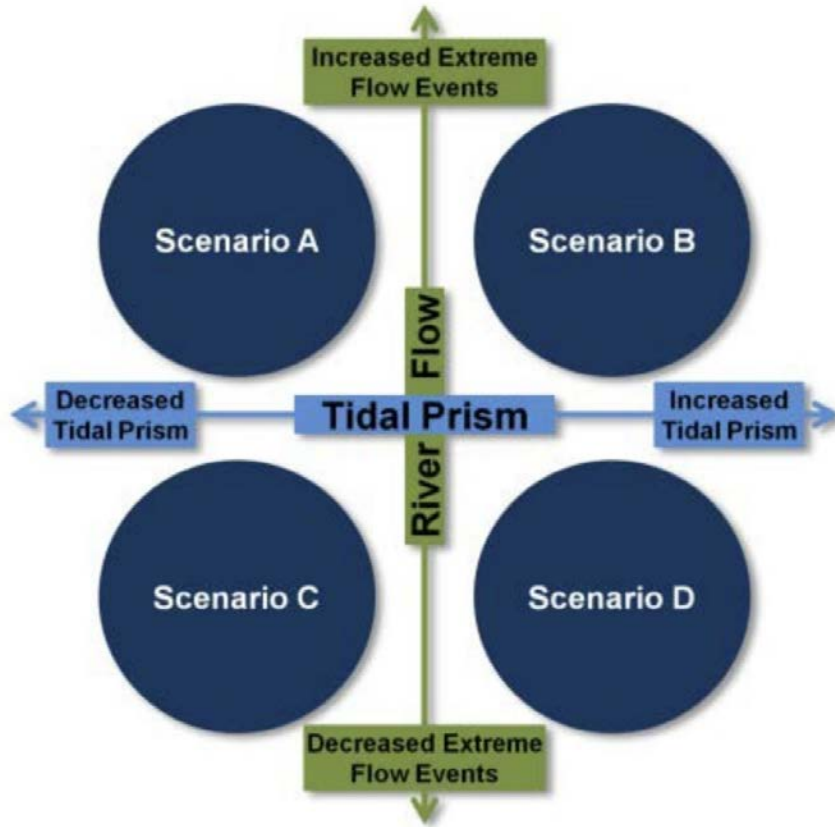 Increased Extreme
Flow Events
Scenario A
Scenario B
River Flow
Decreased
Tidal Prism
Tidal Prism
Increased
Tidal Prism
Scenario C
Scenario D
Decreased Extreme
Flow Events